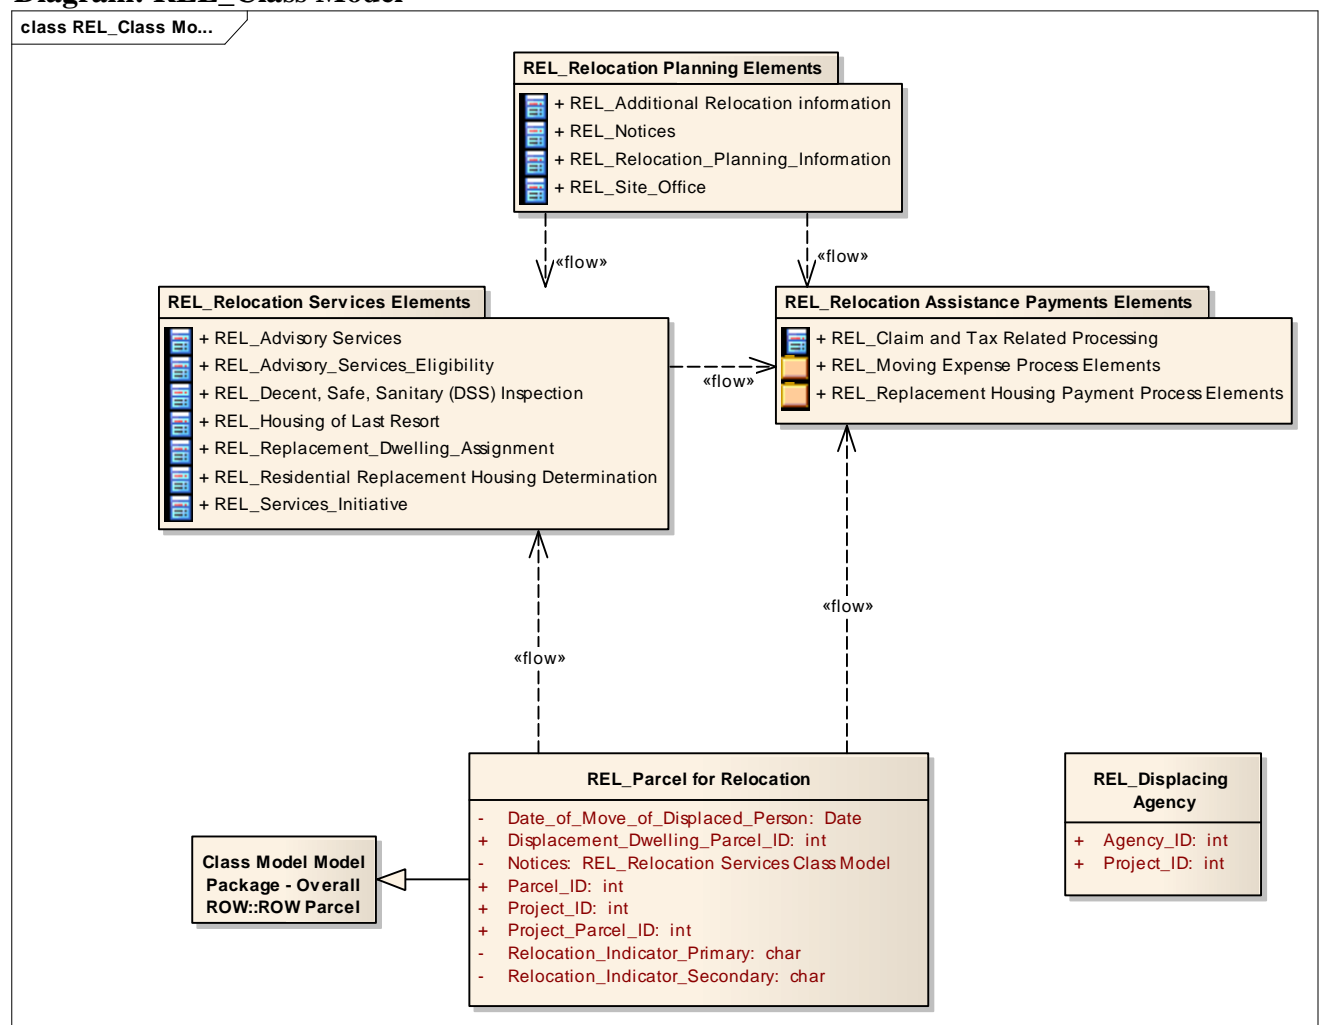 Diagram: REL_Class Model
class REL_Class Mo...
REL_Relocation Planning Elements
+ REL_Additional Relocation information
+ REL_Notices
+ REL_Relocation_Planning_Information
+ REL_Site_Office
«flow»
«flow»
REL_Relocation Services Elements
+ REL_Advisory Services
+ REL_Advisory_Services_Eligibility
+ REL_Decent, Safe, Sanitary (DSS) Inspection
+ REL_Housing of Last Resort
+ REL_Replacement_Dwelling_Assignment
+ REL_Residential Replacement Housing Determination
+ REL_Services_Initiative
«flow»
REL_Relocation Assistance Payments Elements
+ REL_Claim and Tax Related Processing
+ REL_Moving Expense Process Elements
+ REL_Replacement Housing Payment Process Elements
«flow»
«flow»
REL_Parcel for Relocation
- Date_of_Move_of_Displaced_Person: Date
+ Displacement_Dwelling_Parcel_ID: int
- Notices: REL_Relocation Services Class Model
+ Parcel_ID: int
+ Project_ID: int
+ Project_Parcel_ID: int
- Relocation_Indicator_Primary: char
- Relocation_Indicator_Secondary: char
Class Model Model
Package - Overall
ROW::ROW Parcel
REL_Displacing
Agency
+ Agency_ID: int
+ Project_ID: int